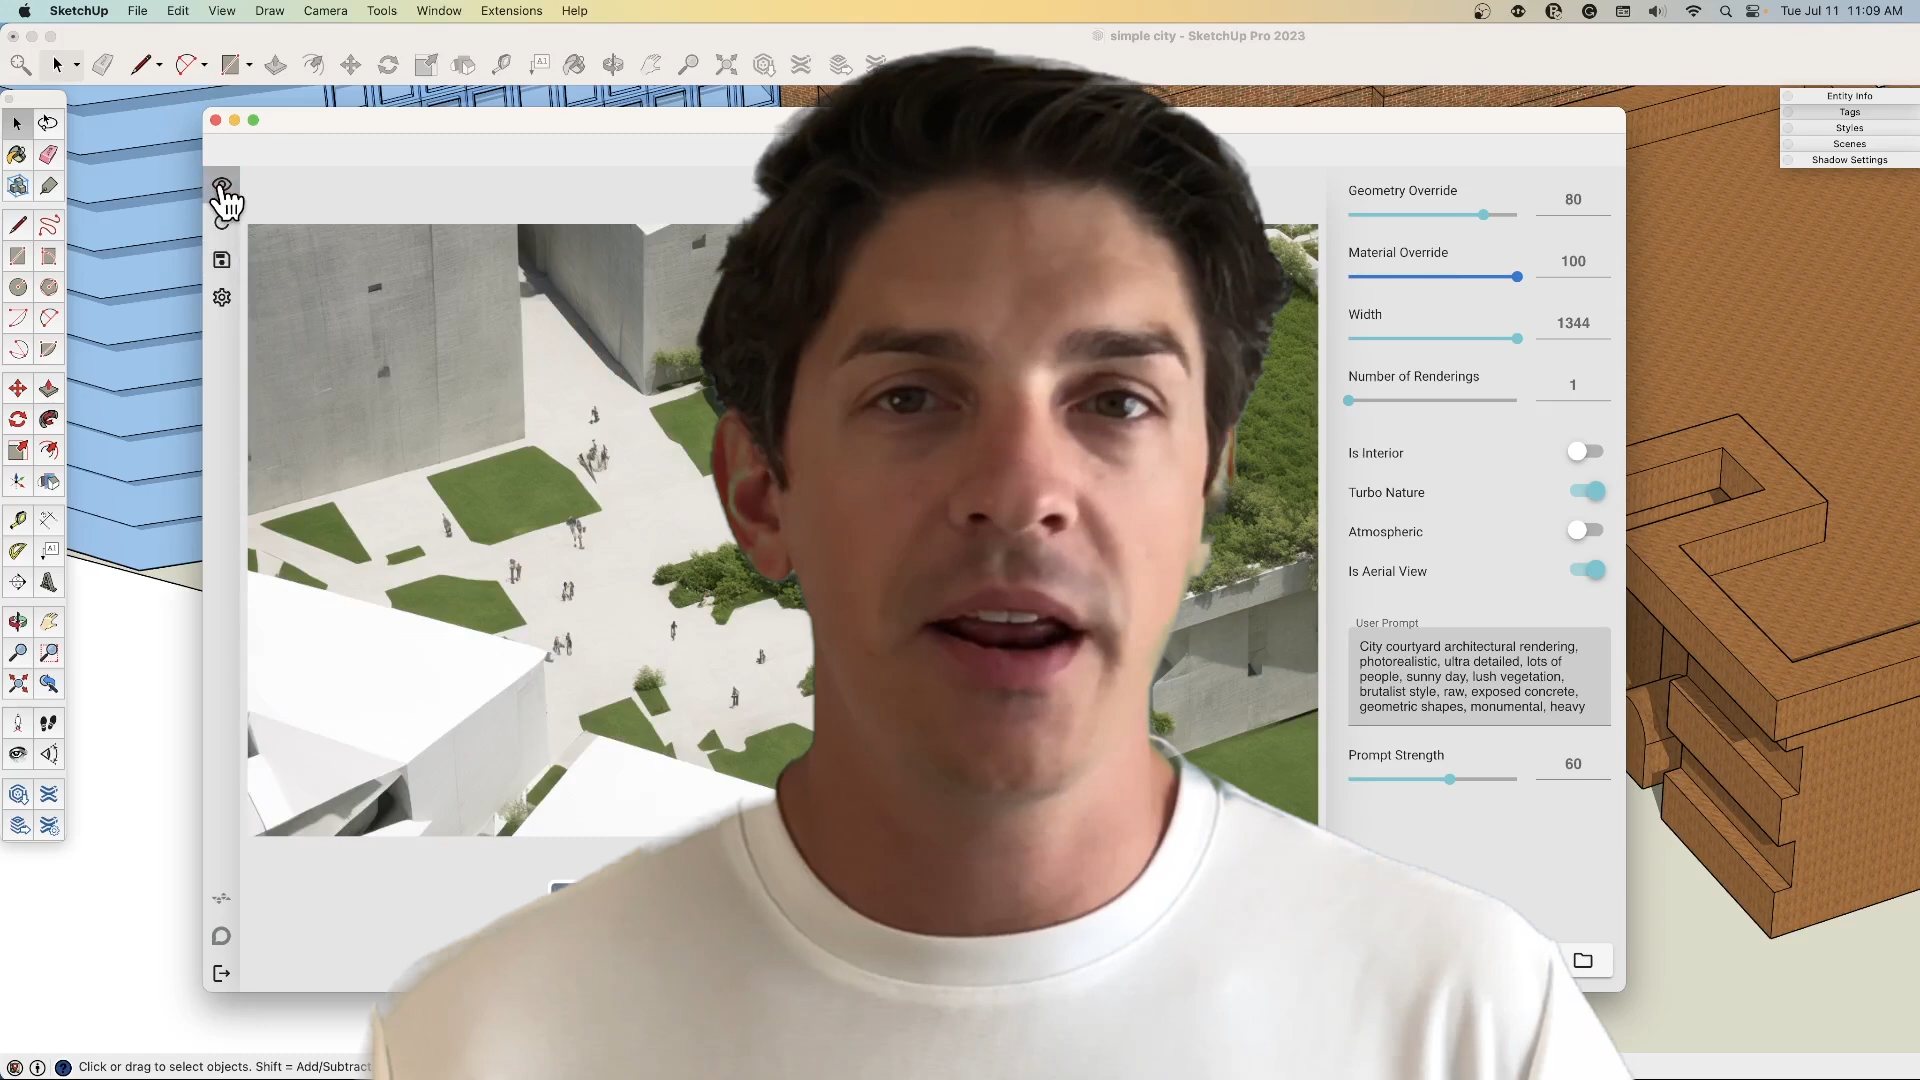 SketchUp File Edit View Draw Camera Tools Window Extensions Help
Tue Jul 11 11:09 AM
simple city - SketchUp Pro 2023
Entity Info
Tags
Styles
Scenes
Shadow Settings
Geometry Override
80
Material Override
100
Width
1344
Number of Renderings
1
Is Interior
Turbo Nature
Atmospheric
Is Aerial View
User Prompt
City courtyard architectural rendering,
photorealistic, ultra detailed, lots of
people, sunny day, lush vegetation,
brutalist style, raw, exposed concrete,
geometric shapes, monumental, heavy
Prompt Strength
60
Click or drag to select objects. Shift = Add/Subtract